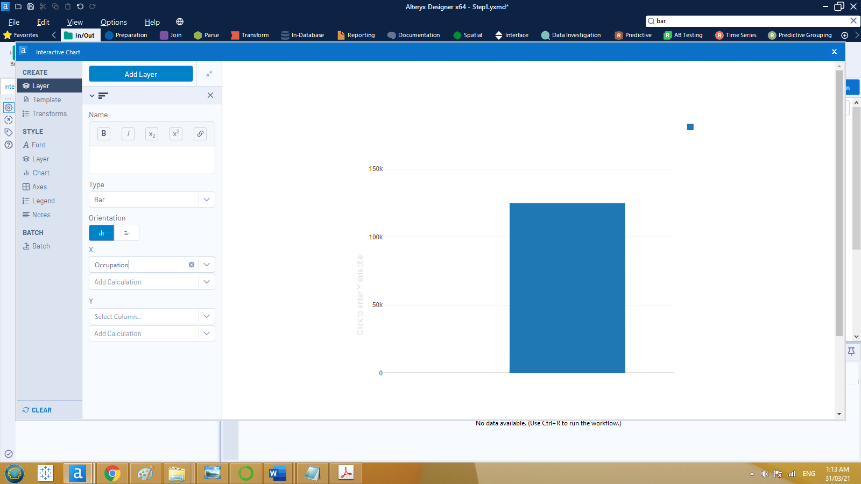 Alteryx Designer x64 - Step1.yxmd*
File Edit View Options Help
bar
Favorites In/Out Preparation Join Parse Transform In-Database Reporting Documentation Spatial Interface Data Investigation Predictive AB Testing Time Series Predictive Grouping
Interactive Chart
CREATE
Layer
Template
Transforms
STYLE
Font
Layer
Chart
Axes
Legend
Notes
BATCH
Batch
CLEAR
Add Layer
Name
B I x₂ x²
Type
Bar
Orientation
X
Occupation
Add Calculation
Y
Select Column...
Add Calculation
150k
100k
50k
0
Click to enter Y axis title
No data available. (Use Ctrl+R to run the workflow.)
ENG
1:13 AM
31/03/21